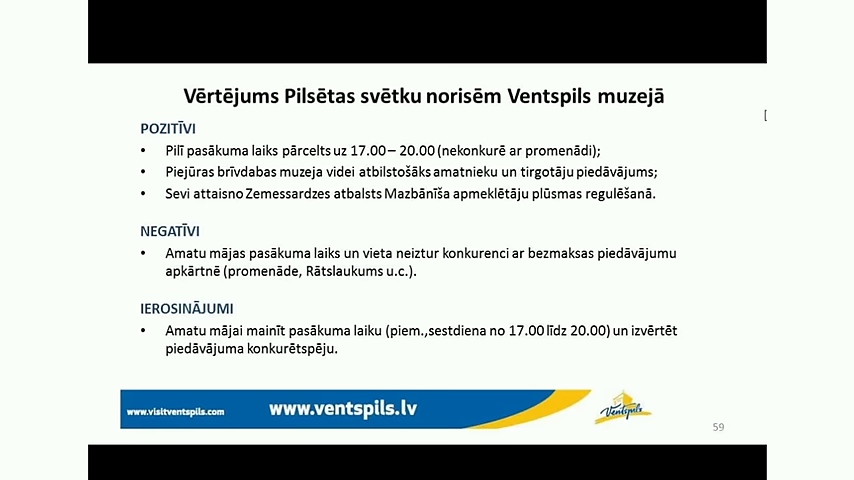 Vērtējums Pilsētas svētku norisēm Ventspils muzejā
POZITĪVI
• Pilī pasākuma laiks pārcelts uz 17.00 – 20.00 (nekonkurē ar promenādi);
• Piejūras brīvdabas muzeja videi atbilstošāks amatnieku un tirgotāju piedāvājums;
• Sevi attaisno Zemessardzes atbalsts Mazbānīša apmeklētāju plūsmas regulēšanā.
NEGATĪVI
• Amatu mājas pasākuma laiks un vieta neiztur konkurenci ar bezmaksas piedāvājumu
apkārtnē (promenāde, Rātslaukums u.c.).
IEROSINĀJUMI
• Amatu mājai mainīt pasākuma laiku (piem.,sestdiena no 17.00 līdz 20.00) un izvērtēt
piedāvājuma konkurētspēju.
www.visitventspils.com
www.ventspils.lv
Ventspils
59